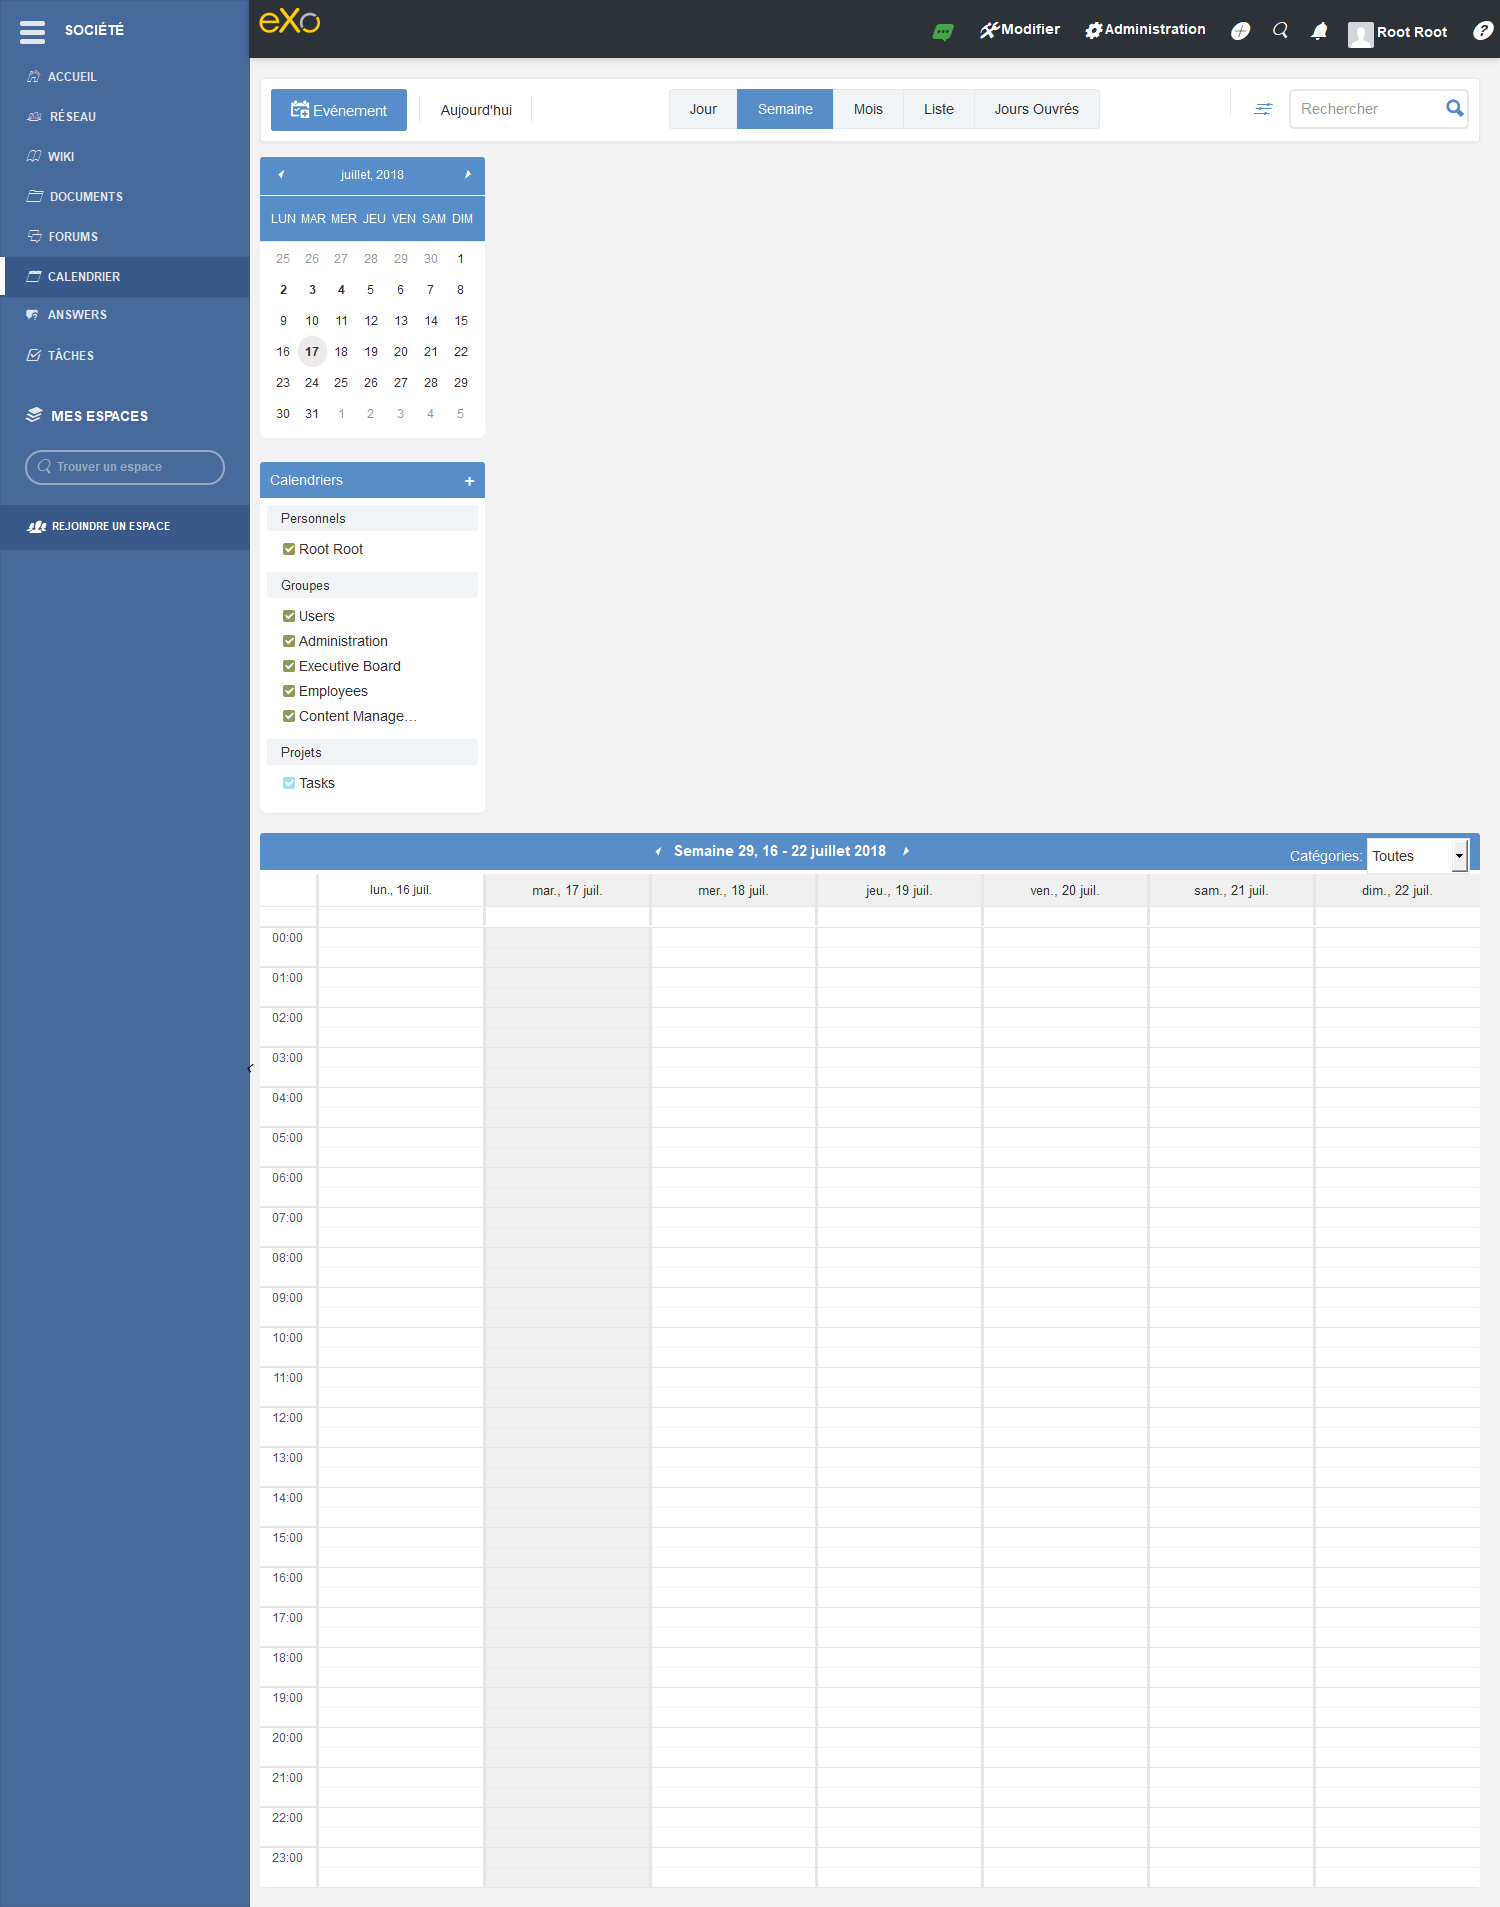 SOCIÉTÉ
ACCUEIL
RÉSEAU
WIKI
DOCUMENTS
FORUMS
CALENDRIER
ANSWERS
TÂCHES
MES ESPACES
Trouver un espace
REJOINDRE UN ESPACE
eXo
Modifier Administration Root Root ?
Evénement Aujourd'hui Jour Semaine Mois Liste Jours Ouvrés Rechercher
juillet, 2018
LUN MAR MER JEU VEN SAM DIM
25 26 27 28 29 30 1
2 3 4 5 6 7 8
9 10 11 12 13 14 15
16 17 18 19 20 21 22
23 24 25 26 27 28 29
30 31 1 2 3 4 5
Calendriers +
Personnels
Root Root
Groupes
Users
Administration
Executive Board
Employees
Content Manage...
Projets
Tasks
Semaine 29, 16 - 22 juillet 2018 Catégories: Toutes
lun., 16 juil. mar., 17 juil. mer., 18 juil. jeu., 19 juil. ven., 20 juil. sam., 21 juil. dim., 22 juil.
00:00
01:00
02:00
03:00
04:00
05:00
06:00
07:00
08:00
09:00
10:00
11:00
12:00
13:00
14:00
15:00
16:00
17:00
18:00
19:00
20:00
21:00
22:00
23:00